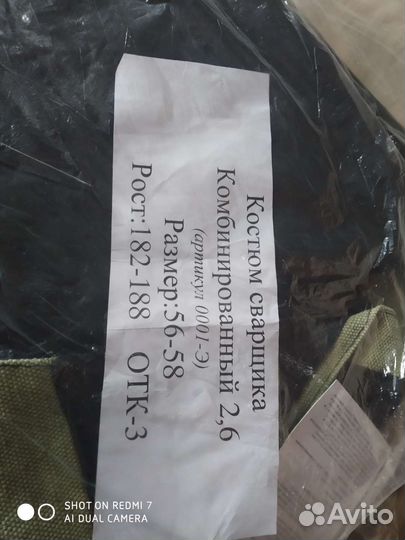 Костюм сварщика
Комбинированный 2,6
(артикул 0001-Э)
Размер:56-58
Рост:182-188 ОТК-3
SHOT ON REDMI 7
AI DUAL CAMERA
Avito